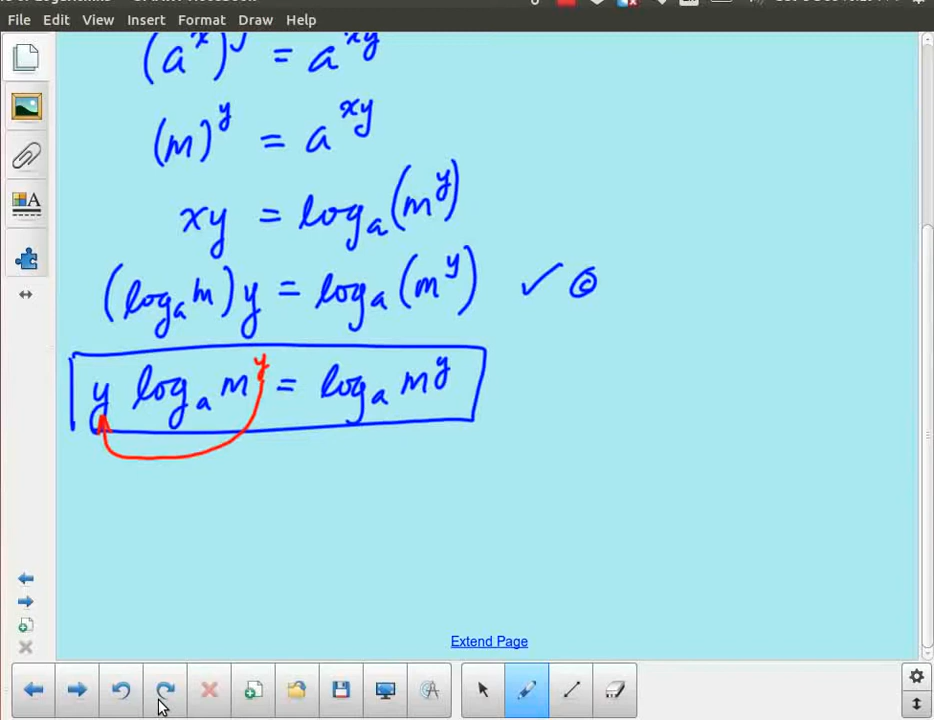 File Edit View Insert Format Draw Help
(a^x)^y = a^xy
(m)^y = a^xy
xy = log_a(m^y)
(log_a m)y = log_a(m^y) ✓ ©
y log_a m^y = log_a m^y
Extend Page